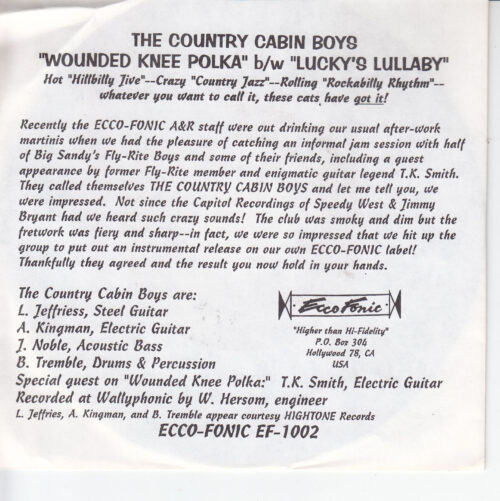 THE COUNTRY CABIN BOYS
"WOUNDED KNEE POLKA" b/w "LUCKY'S LULLABY"
Hot "Hillbilly Jive"--Crazy "Country Jazz"--Rolling "Rockabilly Rhythm"--
whatever you want to call it, these cats have got it!
Recently the ECCO-FONIC A&R staff were out drinking our usual after-work
martinis when we had the pleasure of catching an informal jam session with half
of Big Sandy's Fly-Rite Boys and some of their friends, including a guest
appearance by former Fly-Rite member and enigmatic guitar legend T.K. Smith.
They called themselves THE COUNTRY CABIN BOYS and let me tell you, we
were impressed. Not since the Capitol Recordings of Speedy West & Jimmy
Bryant had we heard such crazy sounds! The club was smoky and dim but the
fretwork was fiery and sharp--in fact, we were so impressed that we hit up the
group to put out an instrumental release on our own ECCO-FONIC label!
Thankfully they agreed and the result you now hold in your hands.
The Country Cabin Boys are:
L. Jeffriess, Steel Guitar
A. Kingman, Electric Guitar
J. Noble, Acoustic Bass
B. Tremble, Drums & Percussion
Ecco Fonic
"Higher than Hi-Fidelity"
P.O. Box 304
Hollywood 78, CA
USA
Special guest on "Wounded Knee Polka:" T.K. Smith, Electric Guitar
Recorded at Wallyphonic by W. Hersom, engineer
L. Jeffries, A. Kingman, and B. Tremble appear courtesy HIGHTONE Records
ECCO-FONIC EF-1002